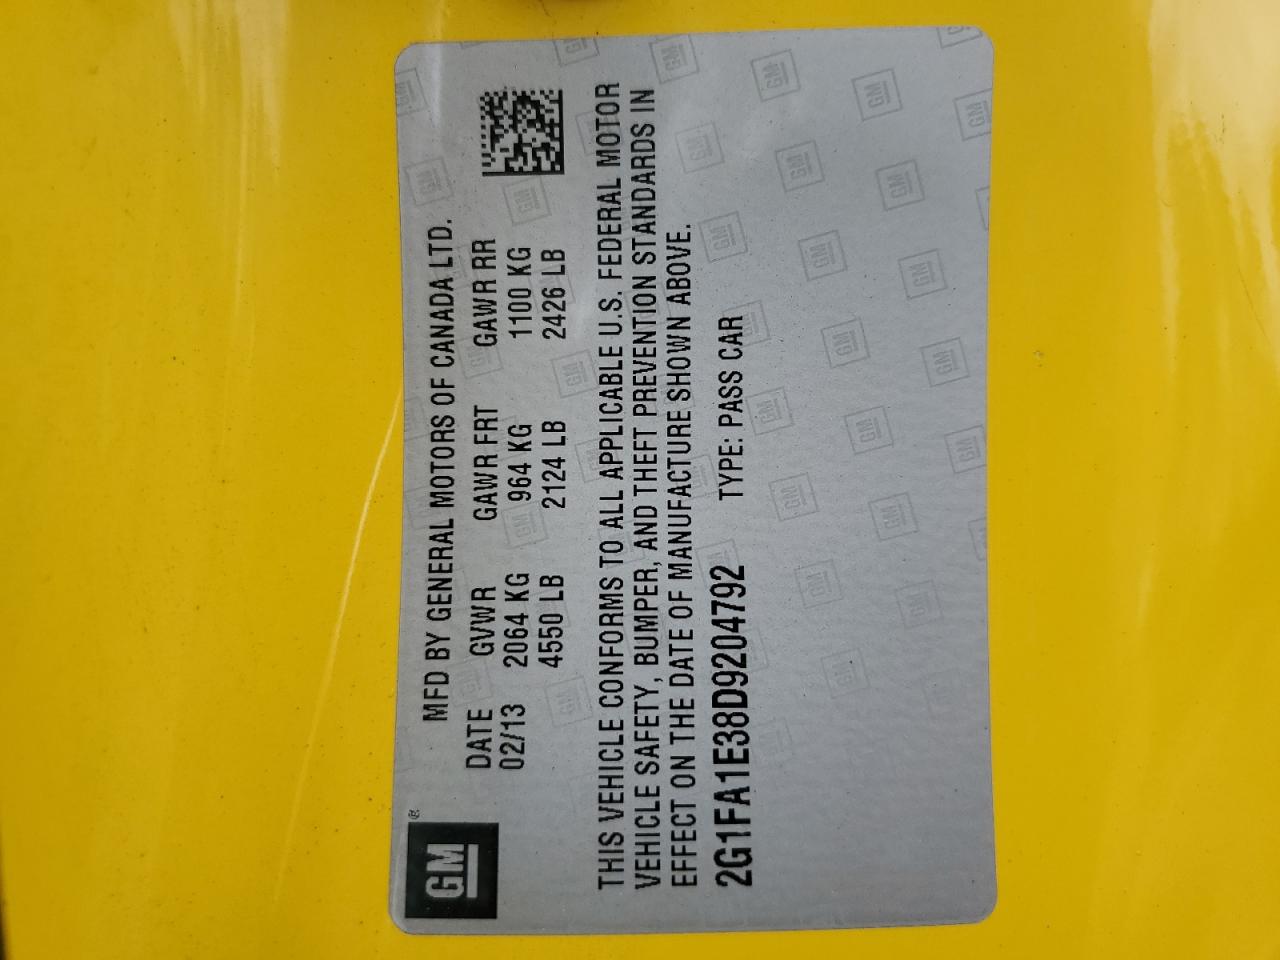 GM ®
MFD BY GENERAL MOTORS OF CANADA LTD.
DATE GVWR GAWR FRT GAWR RR
02/13 2064 KG 964 KG 1100 KG
4550 LB 2124 LB 2426 LB
THIS VEHICLE CONFORMS TO ALL APPLICABLE U.S. FEDERAL MOTOR
VEHICLE SAFETY, BUMPER, AND THEFT PREVENTION STANDARDS IN
EFFECT ON THE DATE OF MANUFACTURE SHOWN ABOVE.
2G1FA1E38D9204792 TYPE: PASS CAR